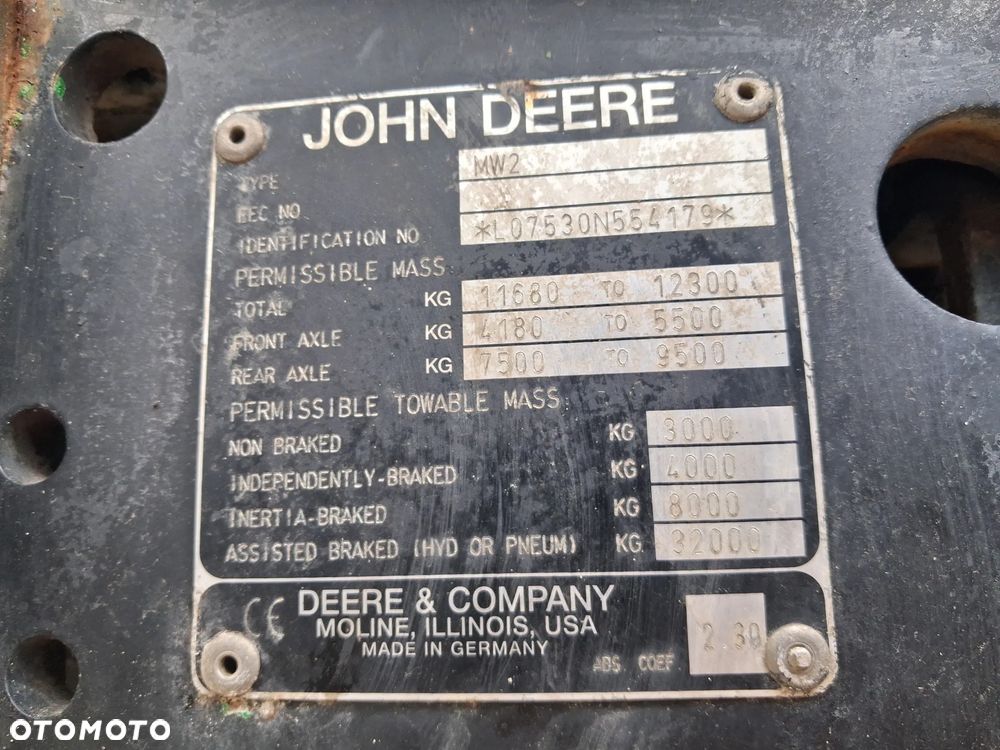 JOHN DEERE
TYPE MW2
EEC NO
IDENTIFICATION NO *L07530N554179*
PERMISSIBLE MASS
TOTAL KG 11680 TO 12300
FRONT AXLE KG 4180 TO 5500
REAR AXLE KG 7500 TO 9500
PERMISSIBLE TOWABLE MASS
NON BRAKED KG 3000
INDEPENDENTLY-BRAKED KG 4000
INERTIA-BRAKED KG 8000
ASSISTED BRAKED (HYD OR PNEUM) KG 32000
CE DEERE & COMPANY
MOLINE, ILLINOIS, USA
MADE IN GERMANY
ABS COEF 2.30
OTOMOTO